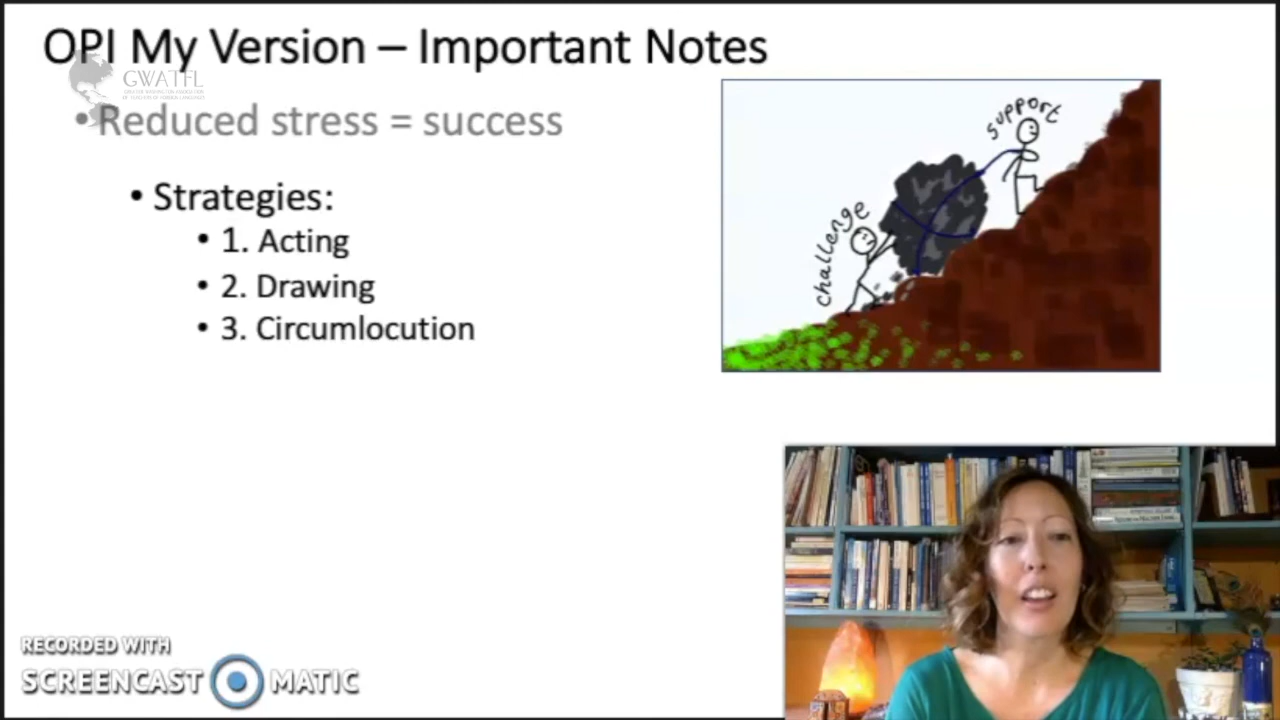 OPI My Version – Important Notes
GWATFL
• Reduced stress = success
• Strategies:
• 1. Acting
• 2. Drawing
• 3. Circumlocution
support
challenge
RECORDED WITH
SCREENCAST MATIC